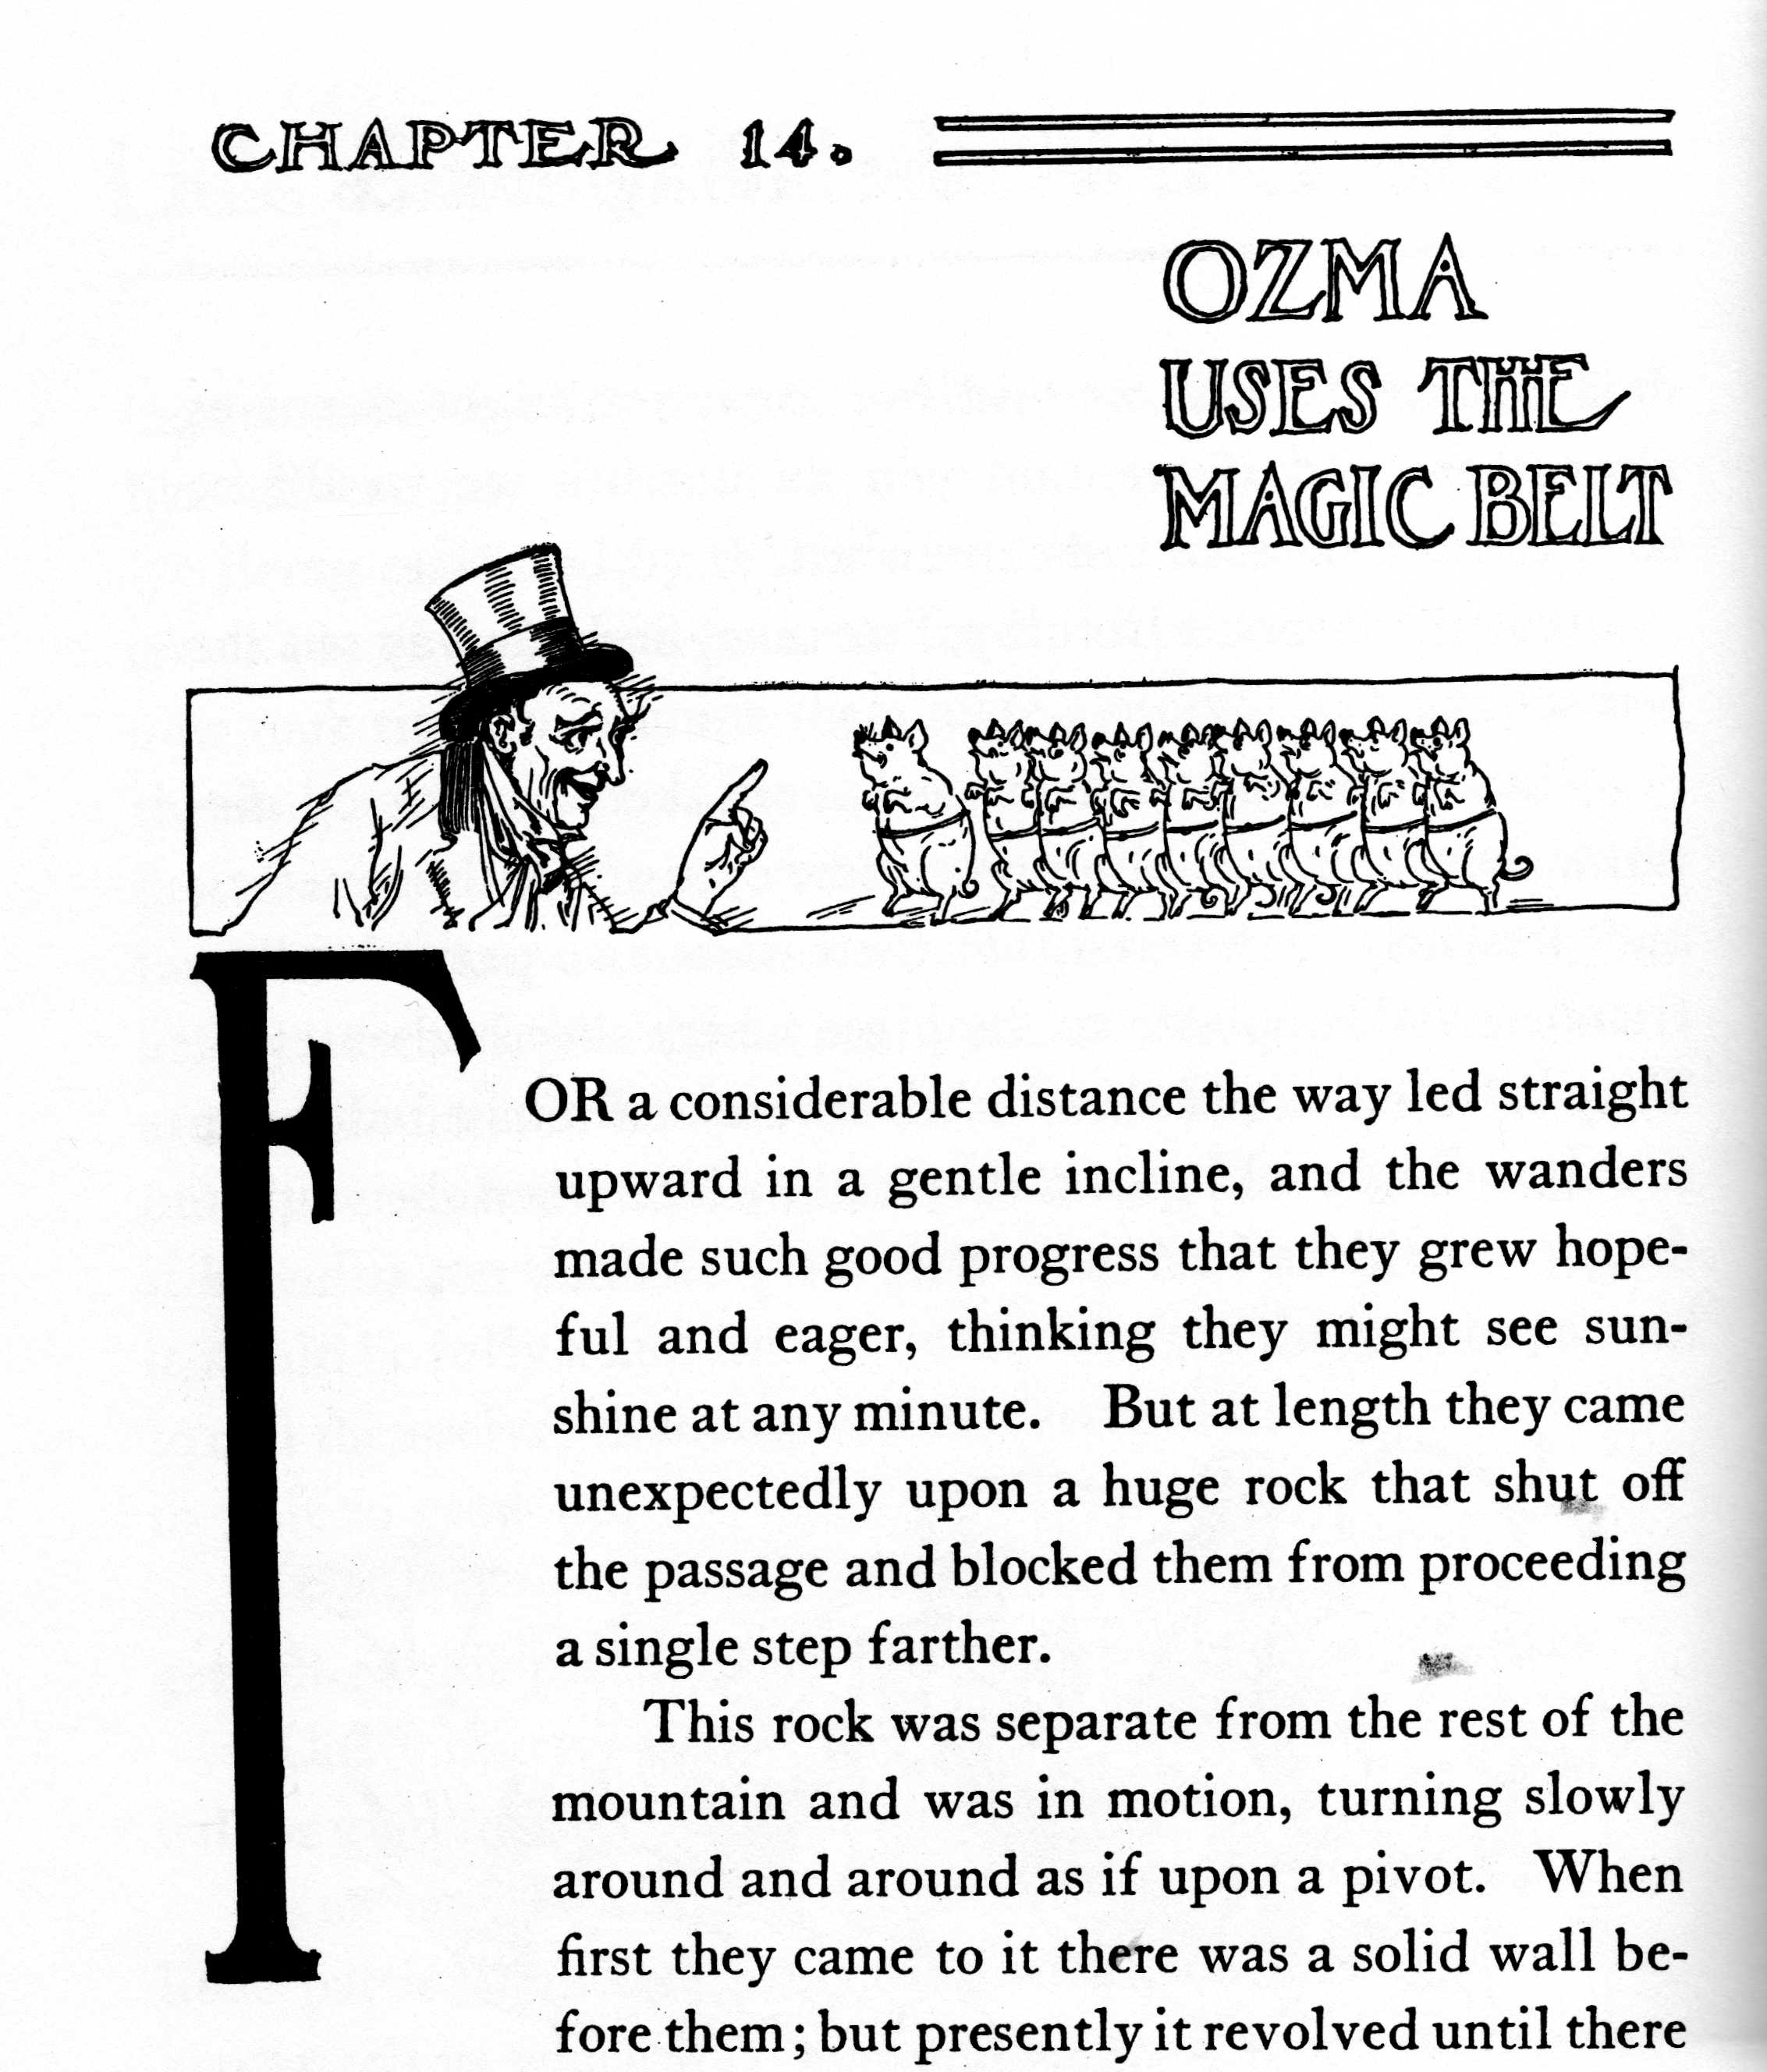 CHAPTER 14.
OZMA
USES THE
MAGIC BELT
FOR a considerable distance the way led straight
upward in a gentle incline, and the wanders
made such good progress that they grew hope-
ful and eager, thinking they might see sun-
shine at any minute. But at length they came
unexpectedly upon a huge rock that shut off
the passage and blocked them from proceeding
a single step farther.
This rock was separate from the rest of the
mountain and was in motion, turning slowly
around and around as if upon a pivot. When
first they came to it there was a solid wall be-
fore them; but presently it revolved until there